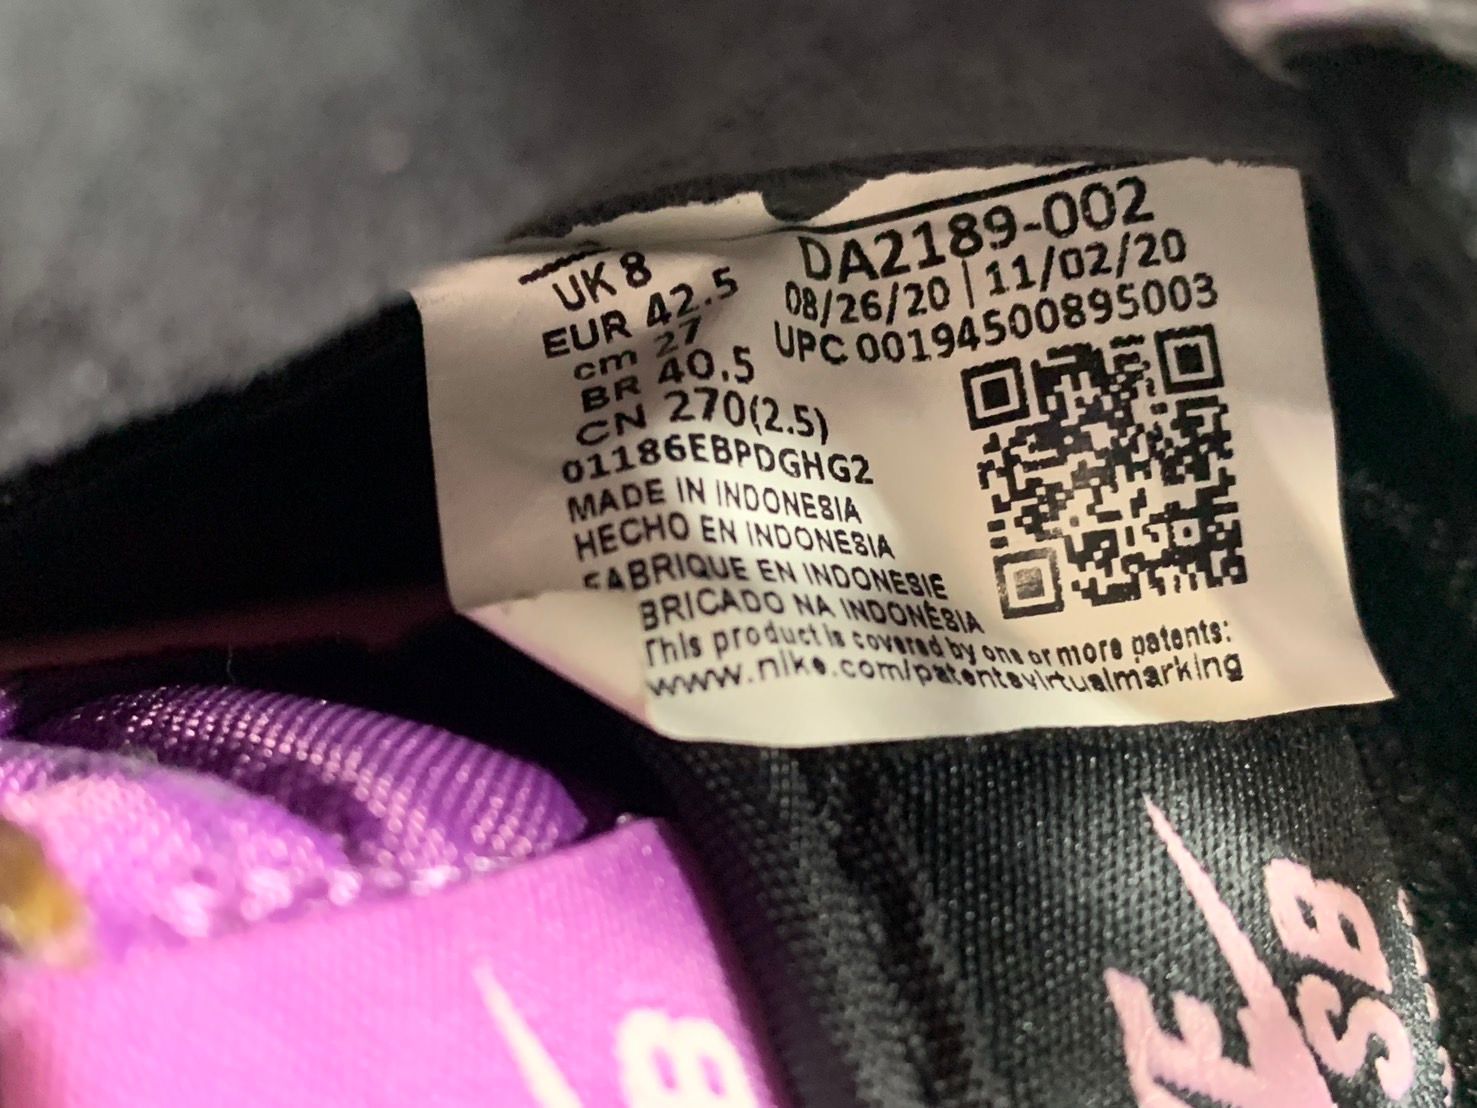 UK 8
EUR 42.5
cm 27
BR 40.5
CN 270(2.5)
01186EBPDGHG2
MADE IN INDONESIA
HECHO EN INDONESIA
FABRIQUE EN INDONESIE
BRICADO NA INDONÉSIA
This product is covered by one or more patents:
www.nike.com/patentsvirtualmarking
DA2189-002
08/26/20 | 11/02/20
UPC 00194500895003
SB
SB